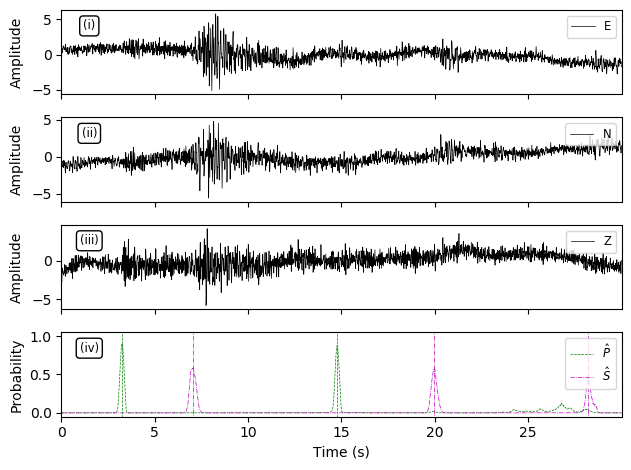 Amplitude
5
0
−5
(i)
E
Amplitude
5
0
−5
(ii)
N
Amplitude
0
−5
(iii)
Z
Probability
1.0
0.5
0.0
(iv)
P̂
Ŝ
0 5 10 15 20 25
Time (s)